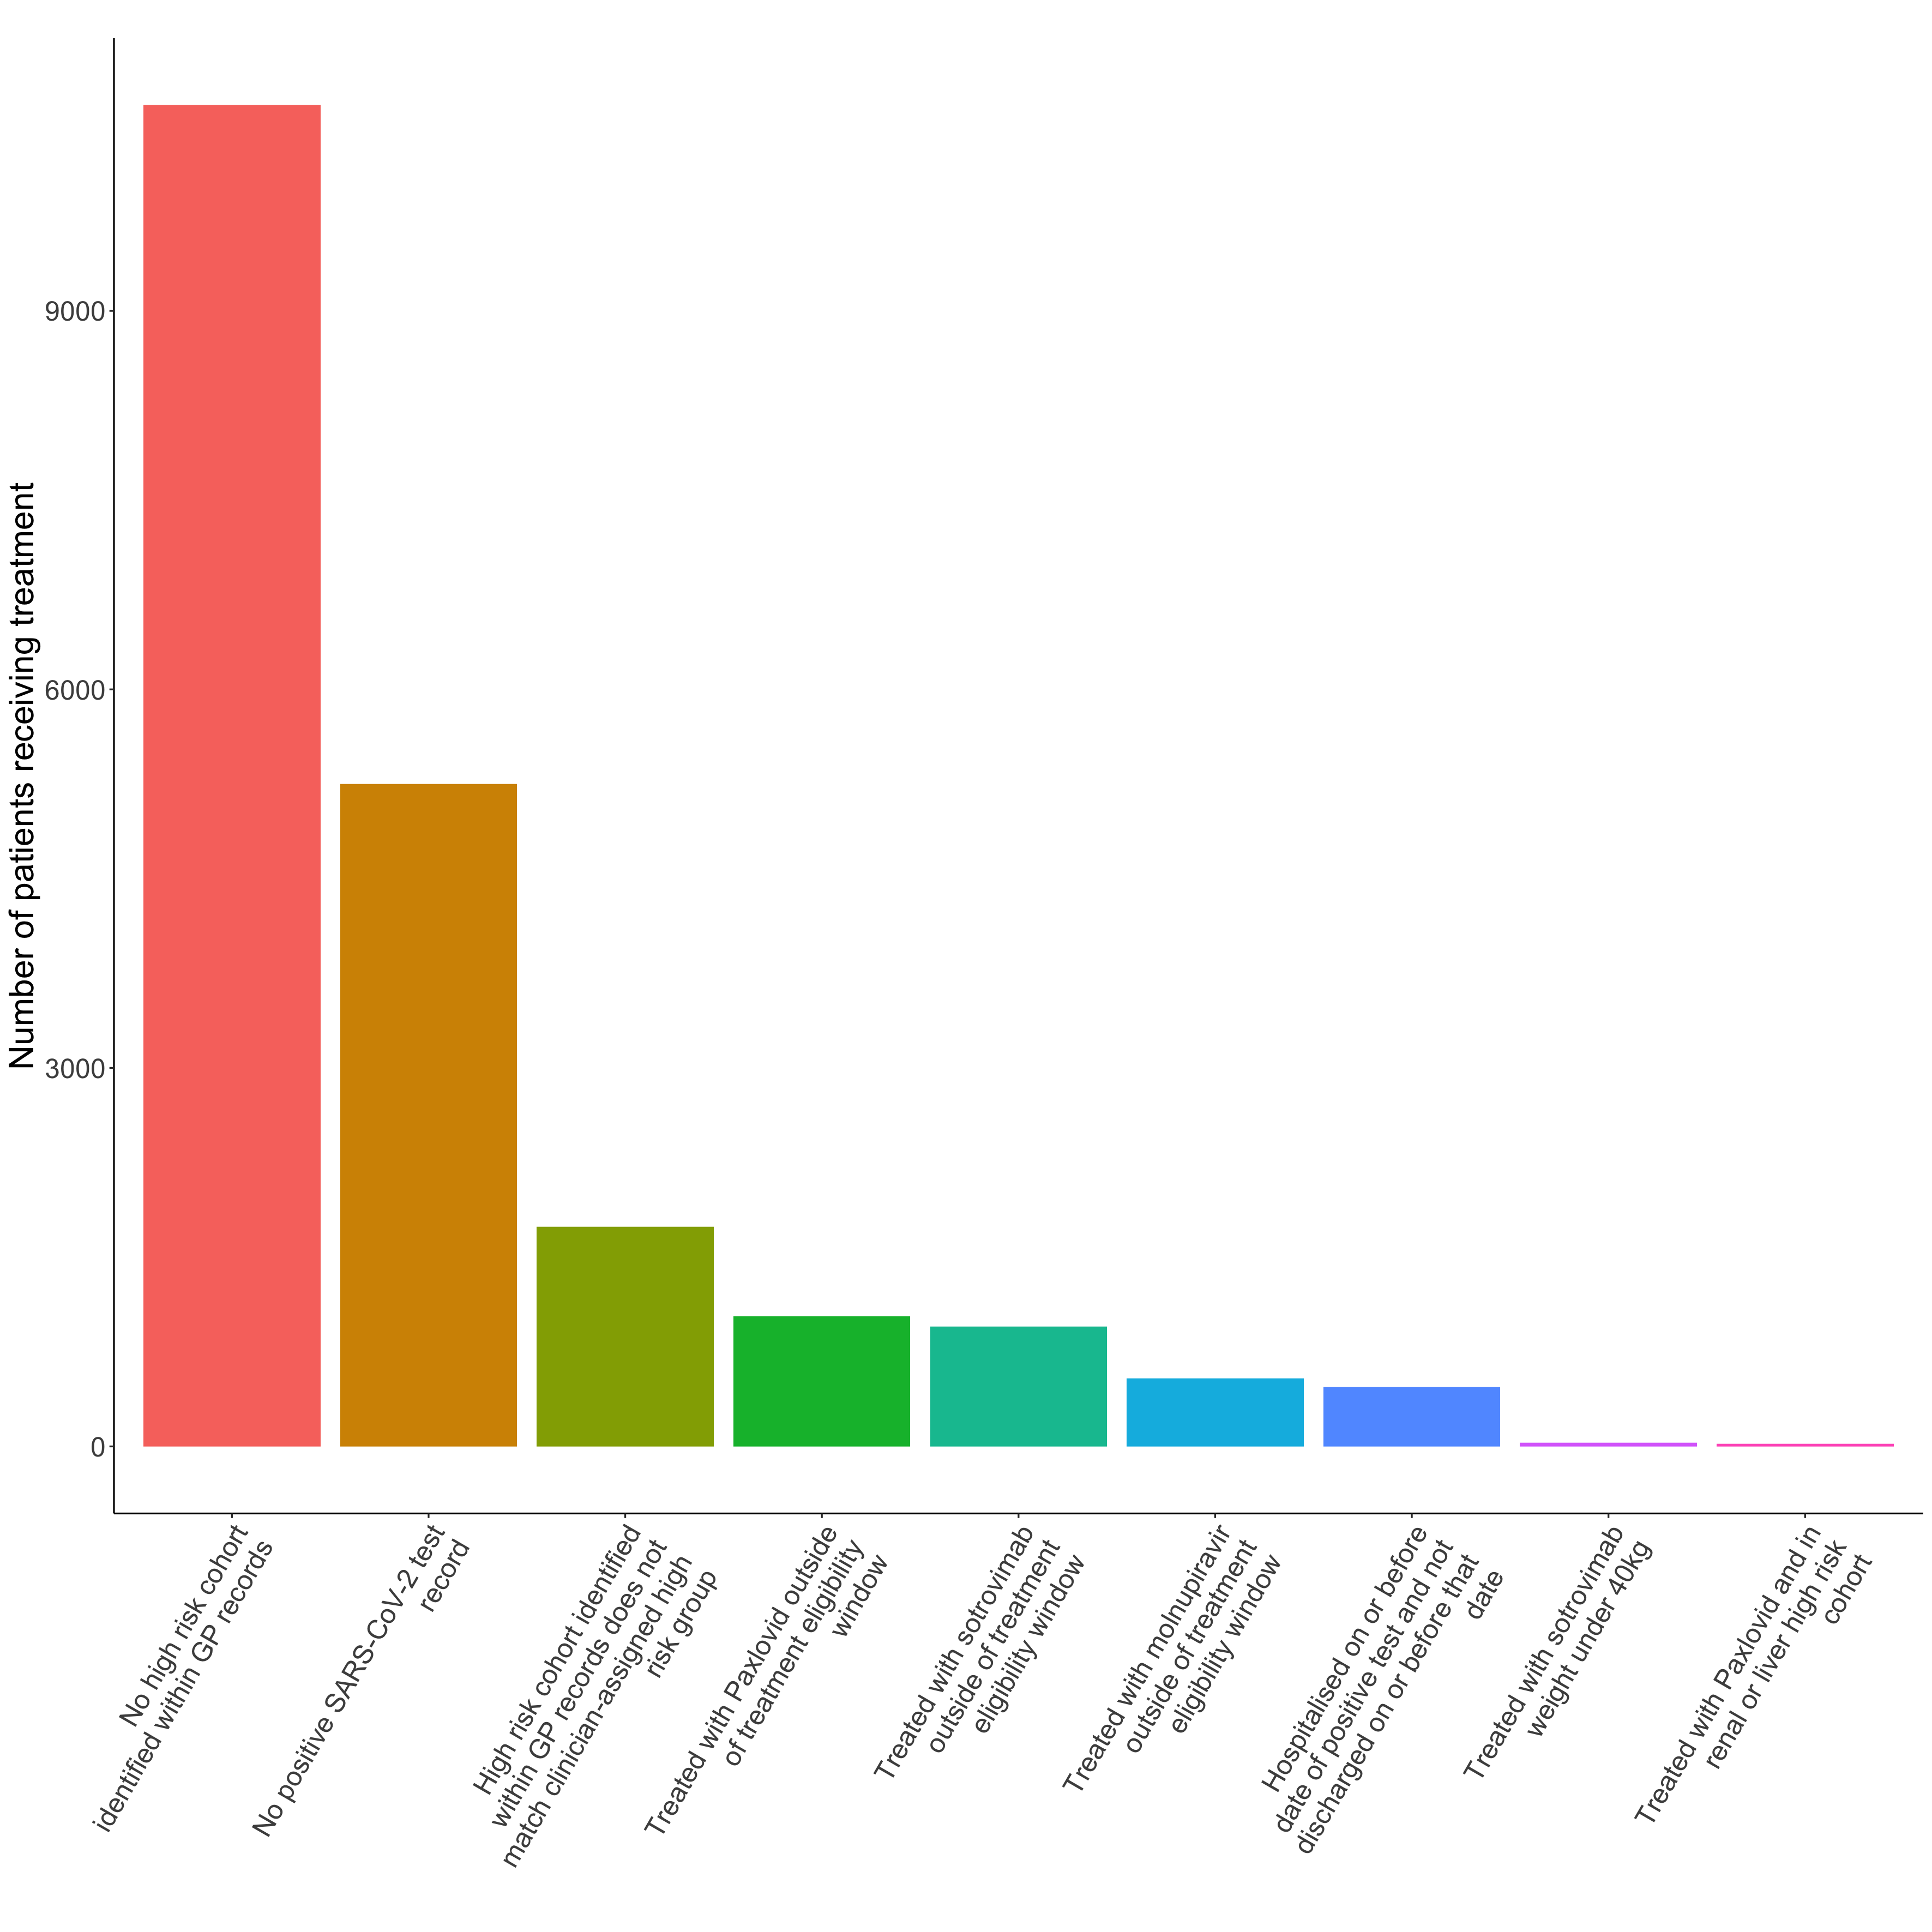 Number of patients receiving treatment
9000
6000
3000
0
No high risk cohort
identified within GP records
No positive SARS-CoV-2 test
record
High risk cohort identified
within GP records does not
match clinician-assigned high
risk group
Treated with Paxlovid outside
of treatment eligibility
window
Treated with sotrovimab
outside of treatment
eligibility window
Treated with molnupiravir
outside of treatment
eligibility window
Hospitalised on or before
date of positive test and not
discharged on or before that
date
Treated with sotrovimab
weight under 40kg
Treated with Paxlovid and in
renal or liver high risk
cohort